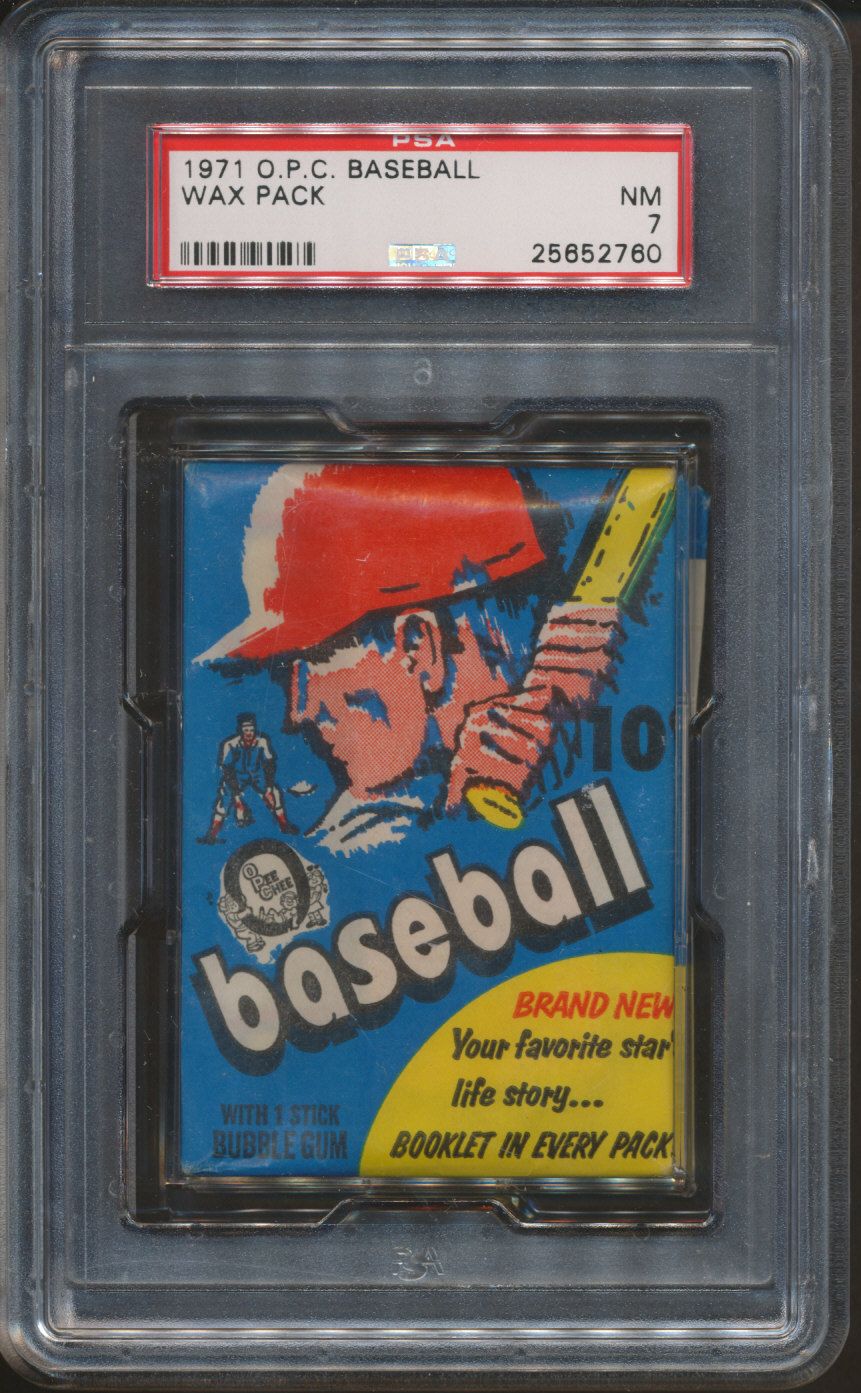 PSA
1971 O.P.C. BASEBALL
WAX PACK
NM
7
25652760
10¢
O
PEE
CHEE
baseball
BRAND NEW
Your favorite star'
life story...
BOOKLET IN EVERY PACK
WITH 1 STICK
BUBBLE GUM
PSA